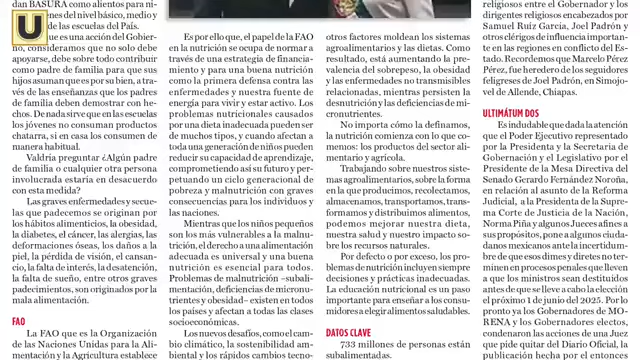 dan BASURA como alientos para ni-
del nivel básico, medio y
de las escuelas del País.
es una acción del Gobier-
no, consideramos que no solo debe
apoyarse, debe sobre todo contribuir
como padre de familia para que sus
hijos asuman que es por su bien, a tra-
vés de las enseñanzas que los padres
de familia deben demostrar con he-
chos. De nada sirve que en las escuelas
los jóvenes no consuman productos
chatarra, si en casa los consumen de
manera habitual.
Valdría preguntar ¿Algún padre
de familia o cualquier otra persona
involucrada estaría en desacuerdo
con esta medida?
Las graves enfermedades y secue-
las que padecemos se originan por
los hábitos alimenticios, la obesidad,
la diabetes, el cáncer, las alergias, las
deformaciones óseas, los daños a la
piel, la pérdida de visión, el cansan-
cio, la falta de interés, la desatención,
la falta de sueño, entre otros graves
padecimientos, son originados por la
mala alimentación.
FAO
La FAO que es la Organización
de las Naciones Unidas para la Ali-
mentación y la Agricultura establece
Es por ello que, el papel de la FAO
en la nutrición se ocupa de normar a
través de una estrategia de financia-
miento y para una buena nutrición
como la primera defensa contra las
enfermedades y nuestra fuente de
energía para vivir y estar activo. Los
problemas nutricionales causados
por una dieta inadecuada pueden ser
de muchos tipos, y cuando afectan a
toda una generación de niños pueden
reducir su capacidad de aprendizaje,
comprometiendo así su futuro y per-
petuando un ciclo generacional de
pobreza y malnutrición con graves
consecuencias para los individuos y
las naciones.
Mientras que los niños pequeños
son los mas vulnerables a la malnu-
trición, el derecho a una alimentación
adecuada es universal y una buena
nutrición es esencial para todos.
Problemas de malnutrición –subali-
mentación, deficiencias de micronu-
trientes y obesidad– existen en todos
los países y afectan a todas las clases
socioeconómicas.
Los nuevos desafíos, como el cam-
bio climático, la sostenibilidad am-
biental y los rápidos cambios tecno-
otros factores moldean los sistemas
agroalimentarios y las dietas. Como
resultado, está aumentando la pre-
valencia del sobrepeso, la obesidad
y las enfermedades no transmisibles
relacionadas, mientras persisten la
desnutrición y las deficiencias de mi-
cronutrientes.
No importa cómo la definamos,
la nutrición comienza con lo que co-
memos: los productos del sector ali-
mentario y agrícola.
Trabajando sobre nuestros siste-
mas agroalimentarios, sobre la forma
en la que producimos, recolectamos,
almacenamos, transportamos, trans-
formamos y distribuimos alimentos,
podemos mejorar nuestra dieta,
nuestra salud y nuestro impacto so-
bre los recursos naturales.
Por defecto o por exceso, los proble-
mas de nutrición incluyen siempre
decisiones y prácticas inadecuadas.
La educación nutricional es un paso
importante para enseñar a los consu-
midores a elegir alimentos saludables.
DATOS CLAVE
733 millones de personas están
subalimentadas.
religiosos entre el Gobernador y los
dirigentes religiosos encabezados por
Samuel Ruíz García, Joel Padrón y
otros clérigos de influencia importan-
te en las regiones en conflicto del Es-
tado. Recordemos que Marcelo Pérez
Pérez, fue heredero de los seguidores
feligreses de Joel Padrón, en Simojo-
vel de Allende, Chiapas.
ULTIMÁTUM DOS
Es indudable que dada la atención
que el Poder Ejecutivo representado
por la Presidenta y la Secretaria de
Gobernación y el Legislativo por el
Presidente de la Mesa Directiva del
Senado Gerardo Fernández Noroña,
en relación al asunto de la Reforma
Judicial, a la Presidenta de la Supre-
ma Corte de Justicia de la Nación,
Norma Piña y algunos Jueces afines a
sus propósitos, pone a algunos ciuda-
danos mexicanos ante la incertidum-
bre de que esos dimes y diretes no ter-
minen en procesos penales que lleven
a que los ministros sean destituidos
antes de que se lleve a cabo la elección
el próximo 1 de junio del 2025. Por lo
pronto ya los Gobernadores de MO-
RENA y los Gobernadores electos,
condenaron las acciones de una Juez
que pide quitar del Diario Oficial, la
publicación hecha por el entonces